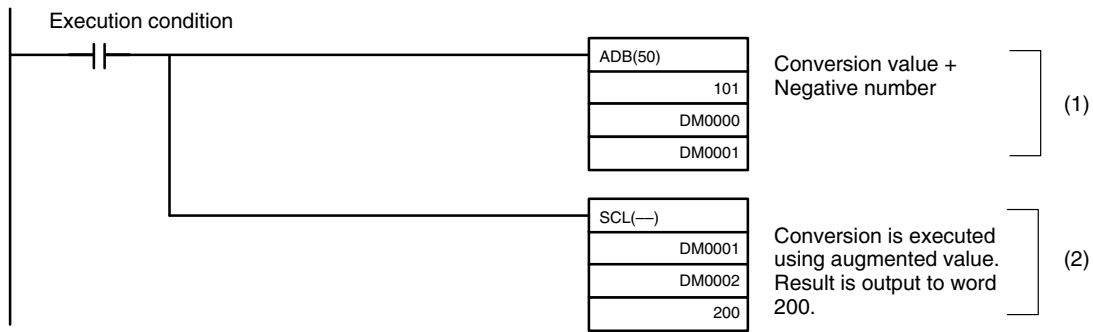 Execution condition
ADB(50)
101
DM0000
DM0001
Conversion value +
Negative number
(1)
SCL(—)
DM0001
DM0002
200
Conversion is executed
using augmented value.
Result is output to word
200.
(2)